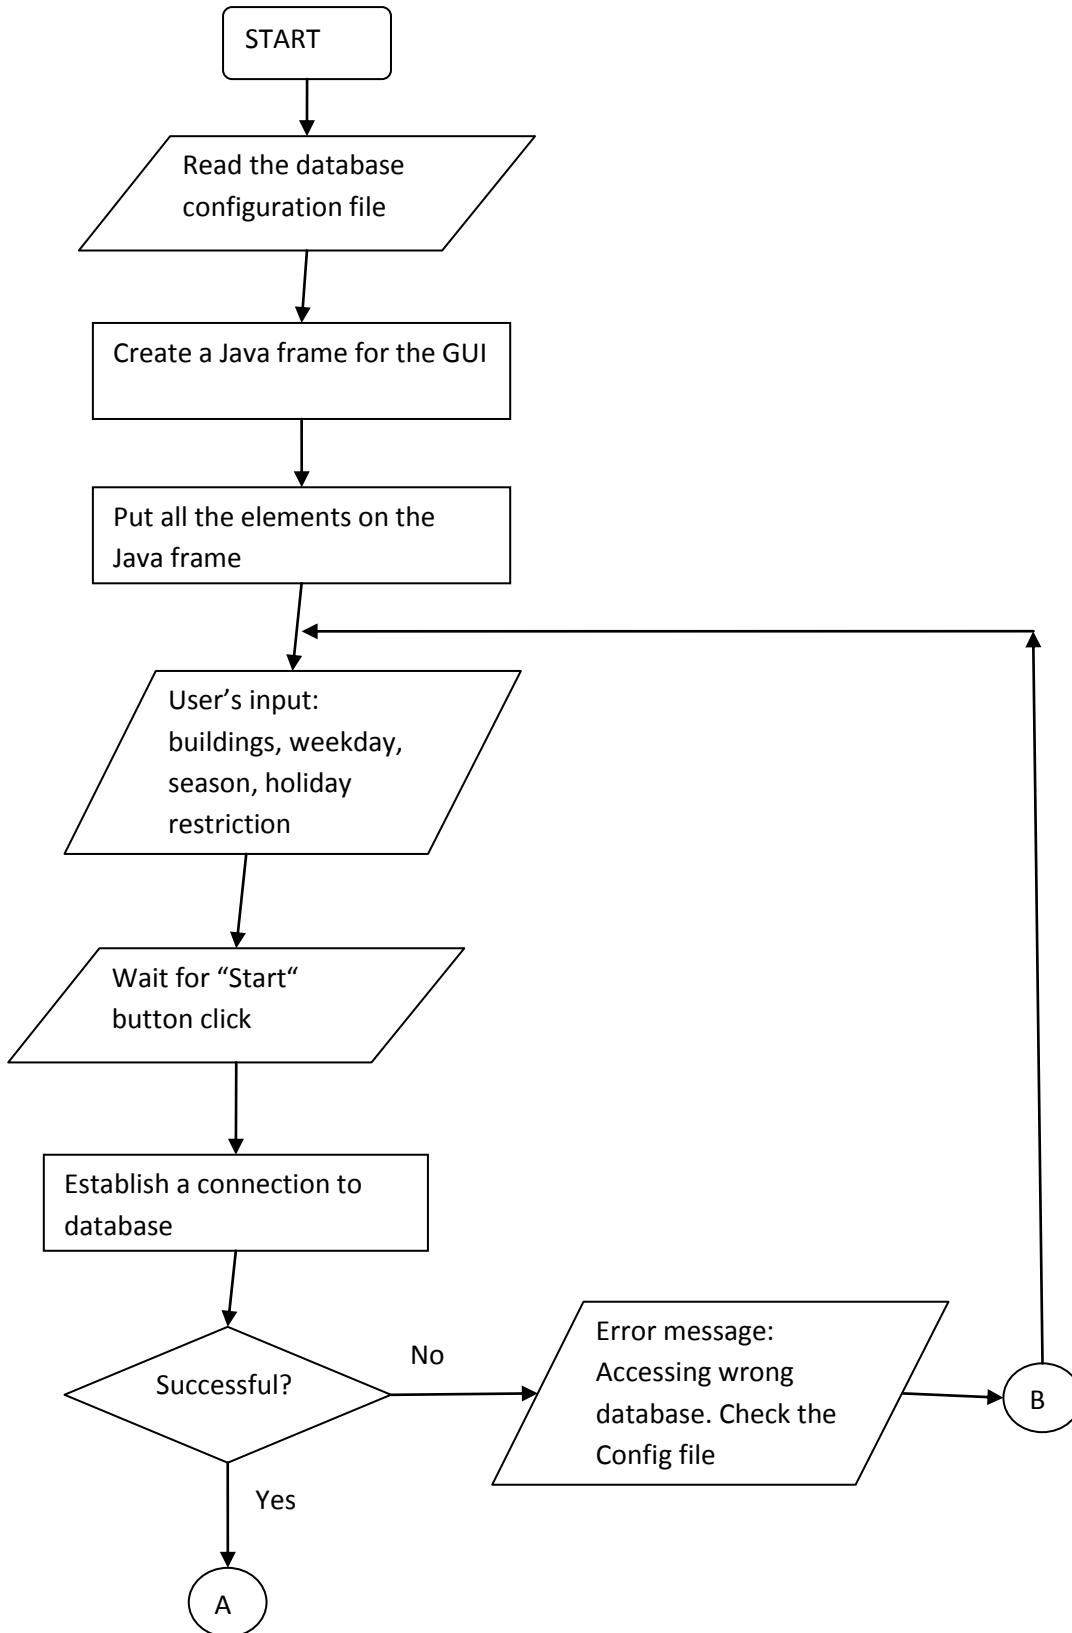 START
Read the database
configuration file
Create a Java frame for the GUI
Put all the elements on the
Java frame
User’s input:
buildings, weekday,
season, holiday
restriction
Wait for “Start“
button click
Establish a connection to
database
Successful?
No
Error message:
Accessing wrong
database. Check the
Config file
B
Yes
A